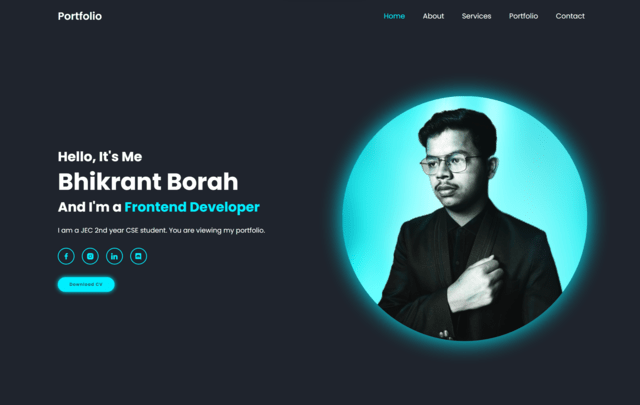 Portfolio
Home About Services Portfolio Contact
Hello, It's Me
Bhikrant Borah
And I'm a Frontend Developer
I am a JEC 2nd year CSE student. You are viewing my portfolio.
Download CV